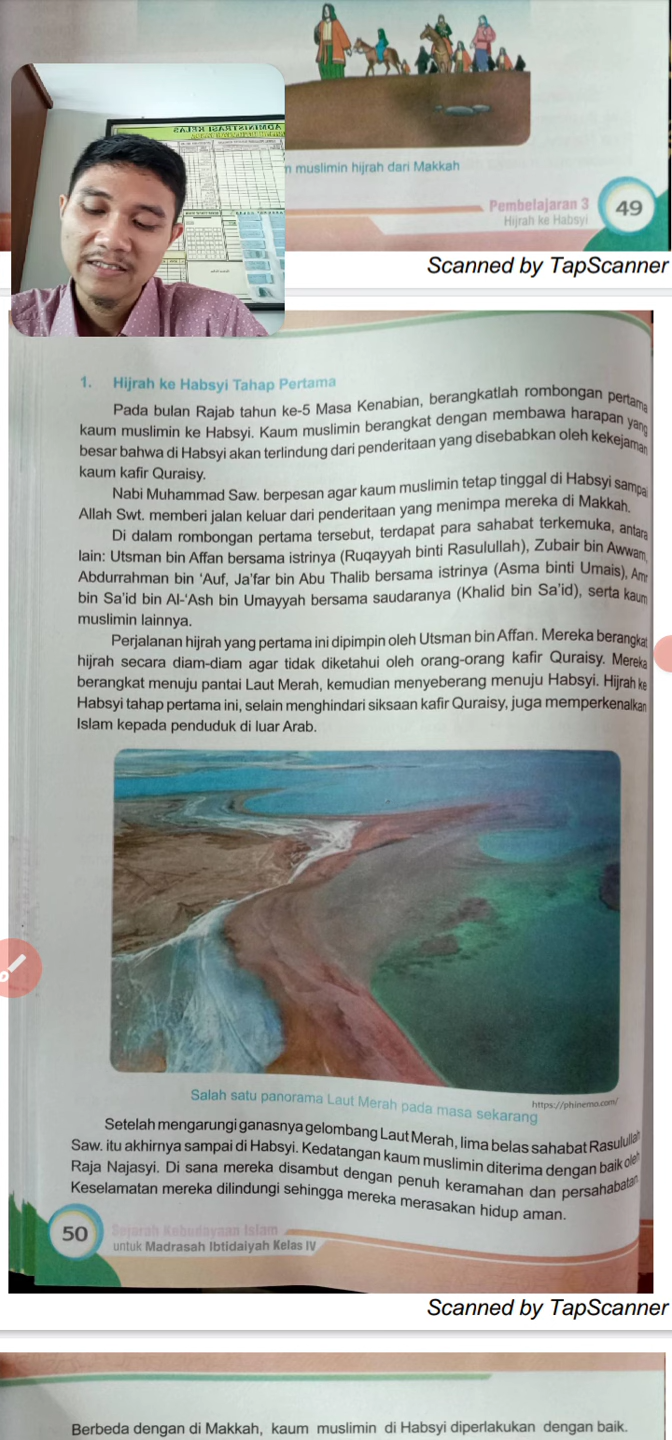 ADMINISTRASI KELAS
n muslimin hijrah dari Makkah
Pembelajaran 3
Hijrah ke Habsyi
49
Scanned by TapScanner
1. Hijrah ke Habsyi Tahap Pertama
Pada bulan Rajab tahun ke-5 Masa Kenabian, berangkatlah rombongan pertama
kaum muslimin ke Habsyi. Kaum muslimin berangkat dengan membawa harapan yang
besar bahwa di Habsyi akan terlindung dari penderitaan yang disebabkan oleh kekejaman
kaum kafir Quraisy.
Nabi Muhammad Saw. berpesan agar kaum muslimin tetap tinggal di Habsyi sampai
Allah Swt. memberi jalan keluar dari penderitaan yang menimpa mereka di Makkah.
Di dalam rombongan pertama tersebut, terdapat para sahabat terkemuka, antara
lain: Utsman bin Affan bersama istrinya (Ruqayyah binti Rasulullah), Zubair bin Awwam,
Abdurrahman bin 'Auf, Ja'far bin Abu Thalib bersama istrinya (Asma binti Umais), Amr
bin Sa'id bin Al-'Ash bin Umayyah bersama saudaranya (Khalid bin Sa'id), serta kaum
muslimin lainnya.
Perjalanan hijrah yang pertama ini dipimpin oleh Utsman bin Affan. Mereka berangkat
hijrah secara diam-diam agar tidak diketahui oleh orang-orang kafir Quraisy. Mereka
berangkat menuju pantai Laut Merah, kemudian menyeberang menuju Habsyi. Hijrah ke
Habsyi tahap pertama ini, selain menghindari siksaan kafir Quraisy, juga memperkenalkan
Islam kepada penduduk di luar Arab.
Salah satu panorama Laut Merah pada masa sekarang
https://phinemo.com/
Setelah mengarungi ganasnya gelombang Laut Merah, lima belas sahabat Rasulullah
Saw. itu akhirnya sampai di Habsyi. Kedatangan kaum muslimin diterima dengan baik oleh
Raja Najasyi. Di sana mereka disambut dengan penuh keramahan dan persahabatan.
Keselamatan mereka dilindungi sehingga mereka merasakan hidup aman.
50
Sejarah Kebudayaan Islam
untuk Madrasah Ibtidaiyah Kelas IV
Scanned by TapScanner
Berbeda dengan di Makkah, kaum muslimin di Habsyi diperlakukan dengan baik.